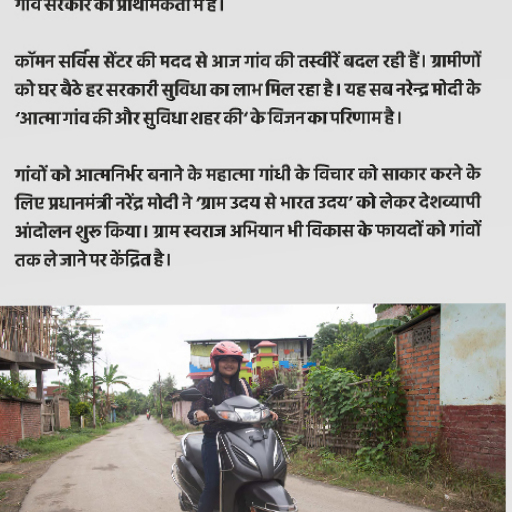 गांव सरकार की प्राथमिकता में है।
कॉमन सर्विस सेंटर की मदद से आज गांव की तस्वीरें बदल रही हैं। ग्रामीणों
को घर बैठे हर सरकारी सुविधा का लाभ मिल रहा है। यह सब नरेन्द्र मोदी के
‘आत्मा गांव की और सुविधा शहर की’ के विजन का परिणाम है।
गांवों को आत्मनिर्भर बनाने के महात्मा गांधी के विचार को साकार करने के
लिए प्रधानमंत्री नरेंद्र मोदी ने ‘ग्राम उदय से भारत उदय’ को लेकर देशव्यापी
आंदोलन शुरू किया। ग्राम स्वराज अभियान भी विकास के फायदों को गांवों
तक ले जाने पर केंद्रित है।